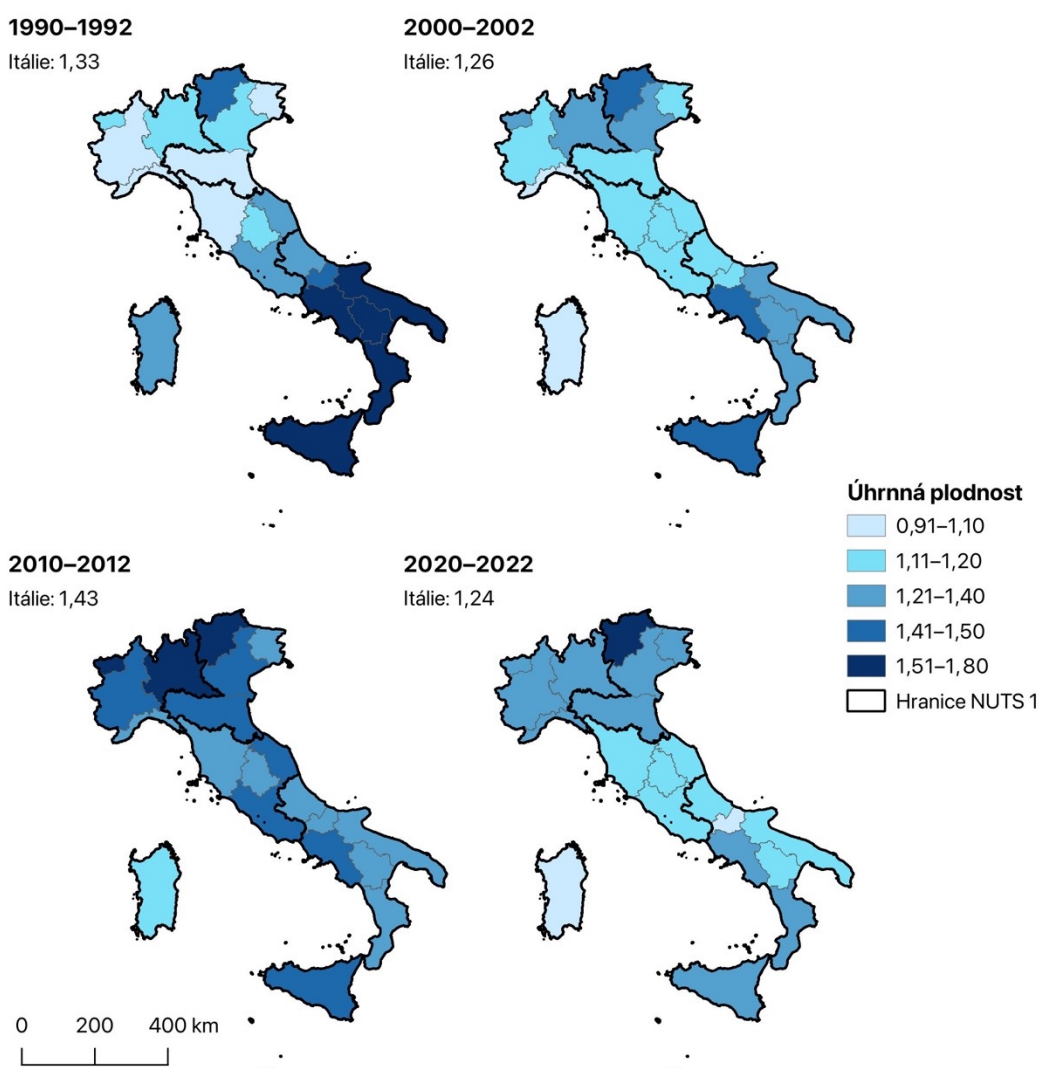 1990–1992
Itálie: 1,33
2000–2002
Itálie: 1,26
Úhrnná plodnost
0,91–1,10
1,11–1,20
1,21–1,40
1,41–1,50
1,51–1,80
Hranice NUTS 1
2010–2012
Itálie: 1,43
2020–2022
Itálie: 1,24
0 200 400 km